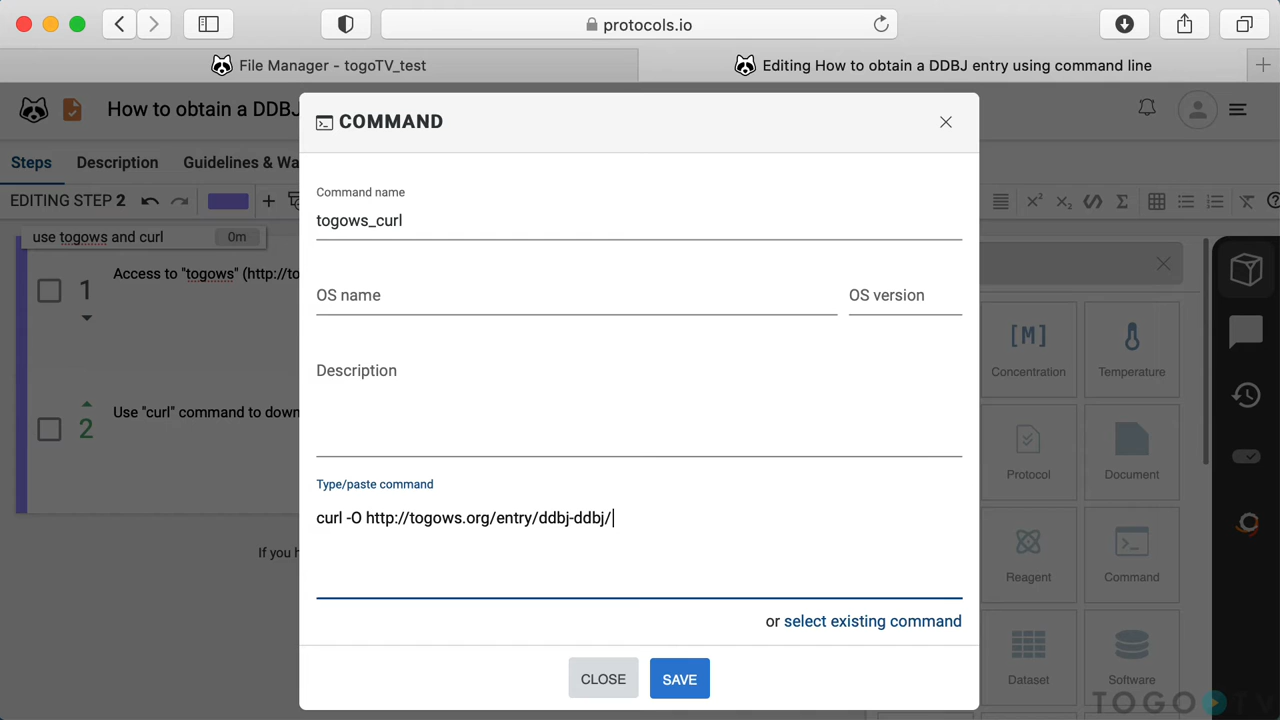 protocols.io
File Manager - togoTV_test
Editing How to obtain a DDBJ entry using command line
How to obtain a DDBJ
COMMAND
Steps
Description
Guidelines & Wa
EDITING STEP 2
Command name
togows_curl
use togows and curl
0m
1
Access to "togows" (http://to
OS name
OS version
Description
2
Use "curl" command to down
Type/paste command
curl -O http://togows.org/entry/ddbj-ddbj/
If you h
or select existing command
CLOSE
SAVE
[M]
Concentration
Temperature
Protocol
Document
Reagent
Command
Dataset
Software
TOGO TV